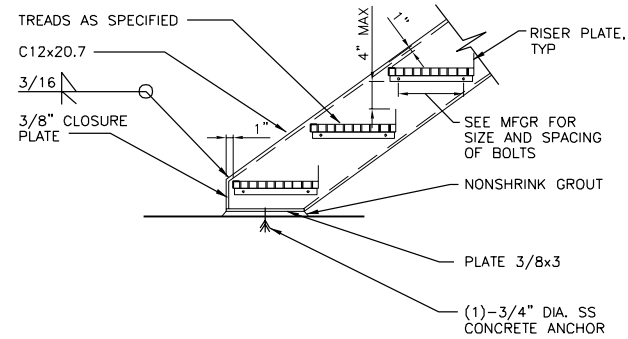 TREADS AS SPECIFIED
C12x20.7
3/16
3/8" CLOSURE
PLATE
1"
4" MAX
1"
RISER PLATE,
TYP
SEE MFGR FOR
SIZE AND SPACING
OF BOLTS
NONSHRINK GROUT
PLATE 3/8x3
(1)-3/4" DIA. SS
CONCRETE ANCHOR